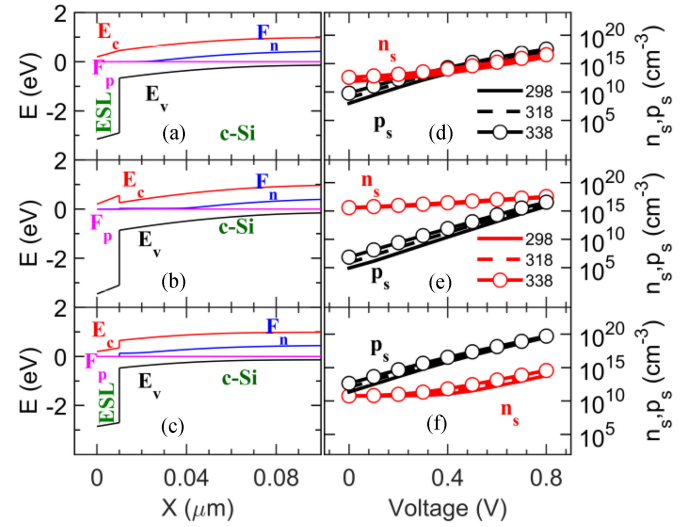 2
0
-2
E (eV)
E_c
F_n
F_p
E_v
ESL
(a)
c-Si
n_s
p_s
(d)
298
318
338
10^20
10^15
10^10
10^5
n_s,p_s (cm^-3)
2
0
-2
E (eV)
E_c
F_n
F_p
E_v
(b)
c-Si
n_s
p_s
(e)
298
318
338
10^20
10^10
10^5
n_s,p_s (cm^-3)
2
0
-2
E (eV)
E_c
F_n
F_p
E_v
ESL
(c)
c-Si
p_s
n_s
(f)
298
318
338
10^20
10^15
10^10
10^5
n_s,p_s (cm^-3)
0 0.04 0.08
X (μm)
0 0.4 0.8
Voltage (V)